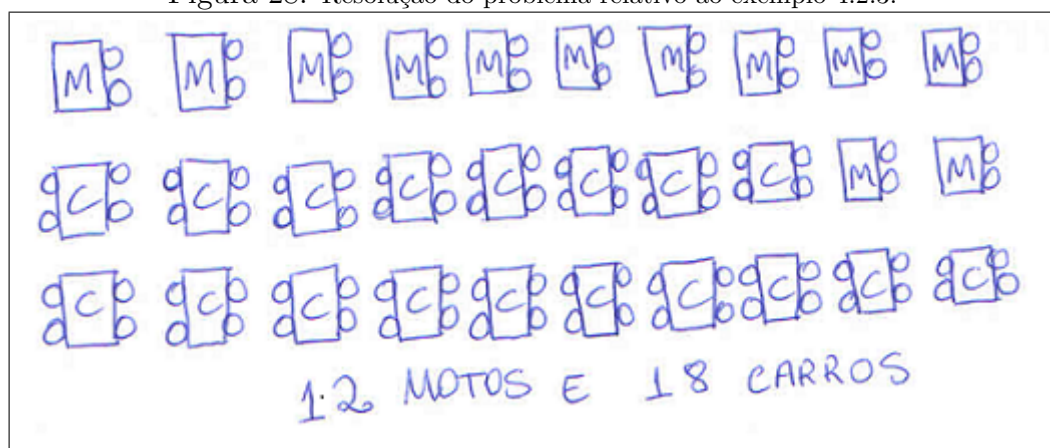 Figura 28: Resolução do problema relativo ao exemplo 4.2.3.
M M M M M M M M M M
C C C C C C C C M M
C C C C C C C C C C
12 MOTOS E 18 CARROS